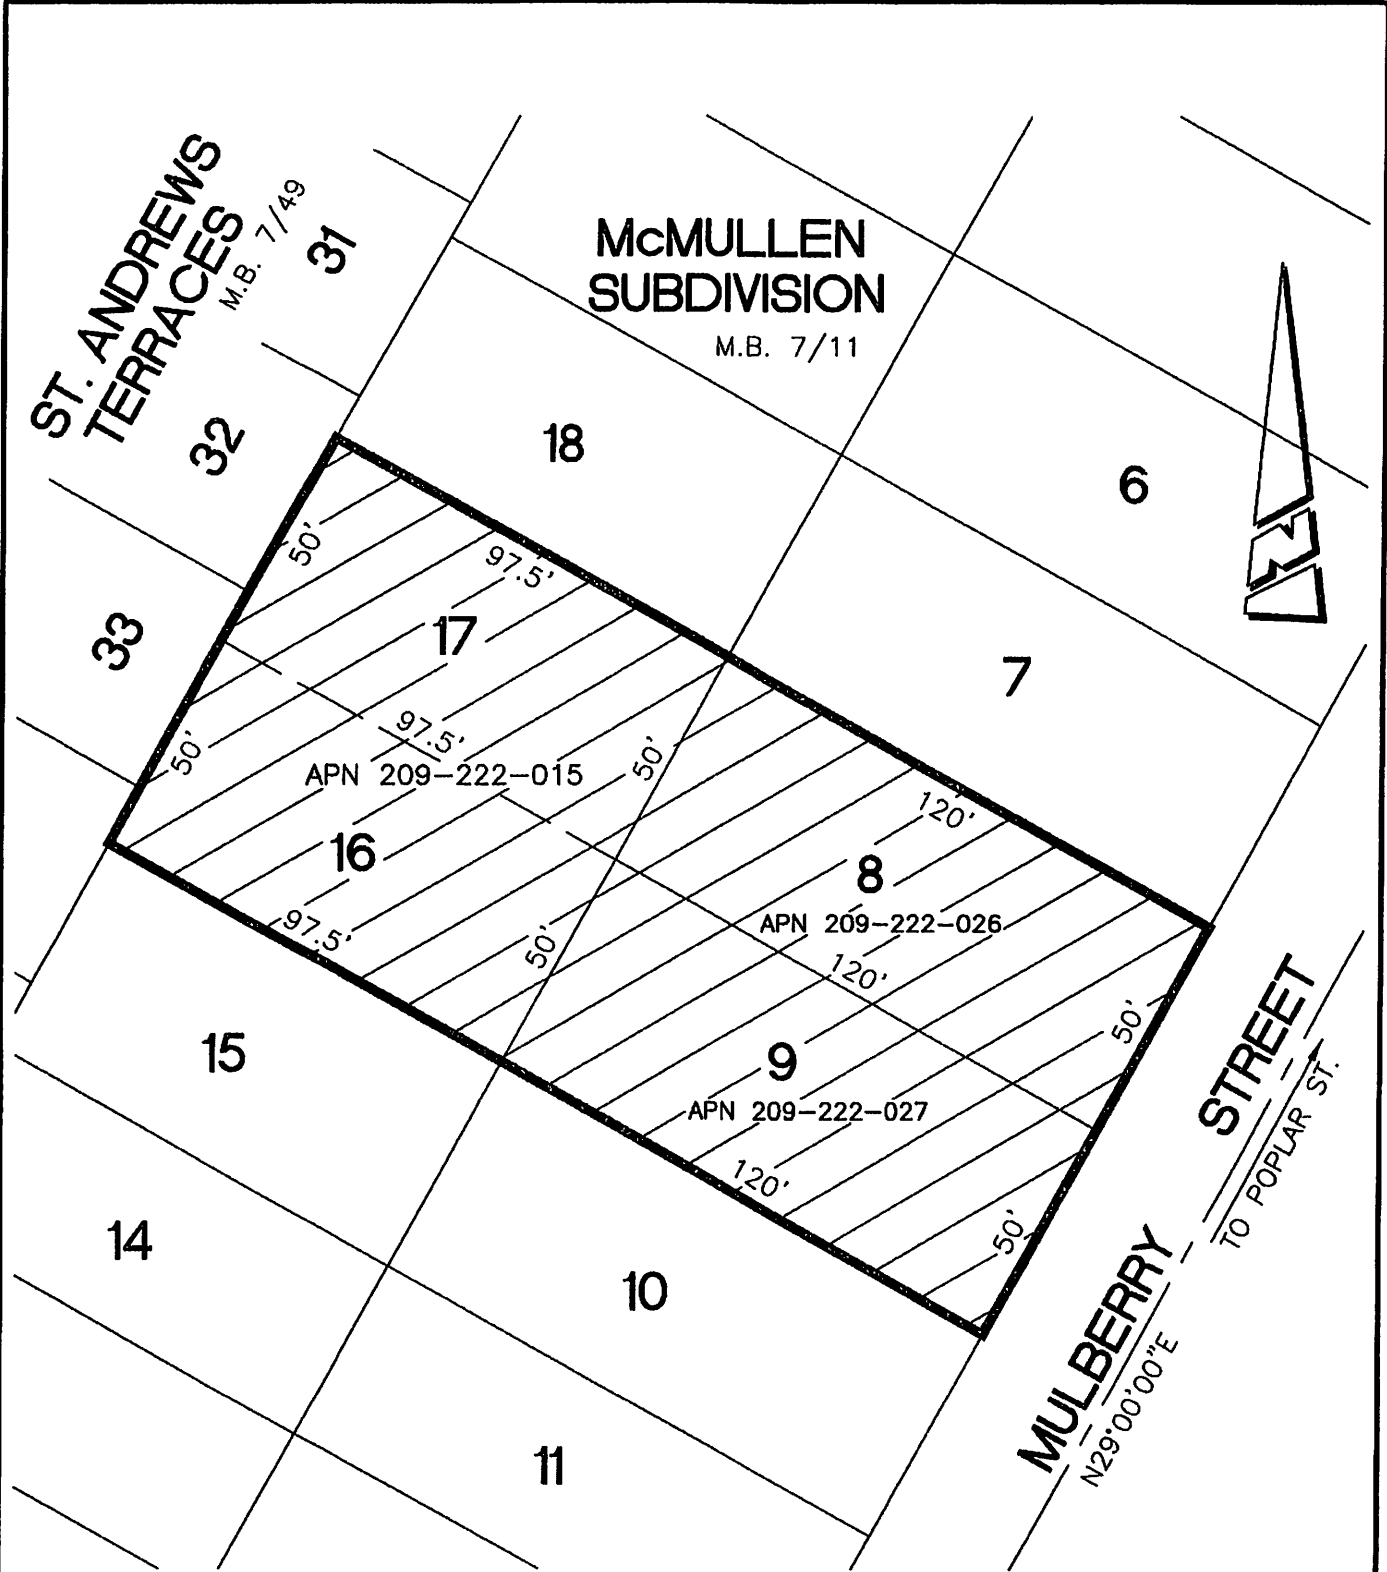 ST. ANDREWS
TERRACES
M.B. 7/49
31
32
33
McMULLEN
SUBDIVISION
M.B. 7/11
18
6
7
N
50'
97.5'
17
97.5'
50'
APN 209-222-015
50'
16
97.5'
50'
120'
8
APN 209-222-026
120'
50'
9
APN 209-222-027
120'
50'
15
14
10
11
MULBERRY STREET
TO POPLAR ST.
N29°00'00"E